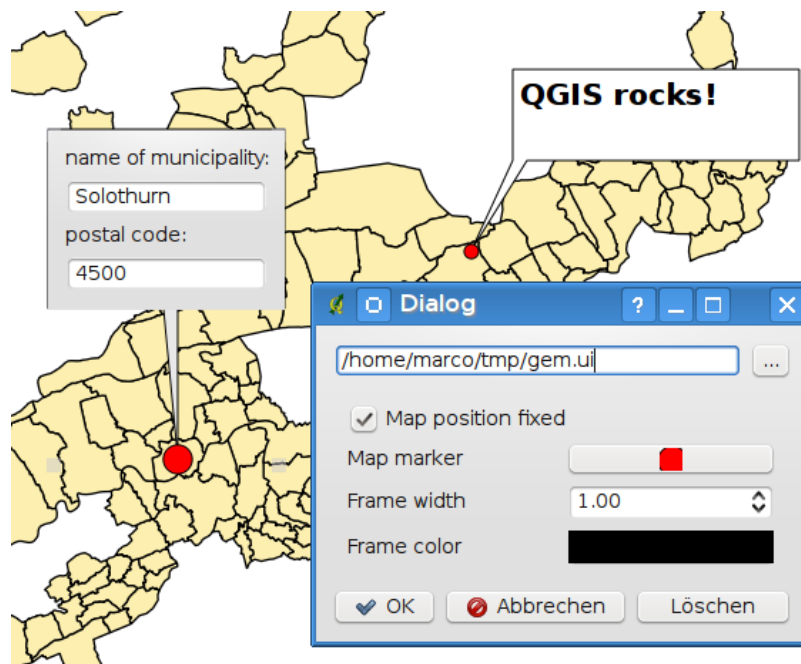 QGIS rocks!
name of municipality:
Solothurn
postal code:
4500
Dialog
?
/home/marco/tmp/gem.ui
...
Map position fixed
Map marker
Frame width
1.00
Frame color
OK
Abbrechen
Löschen